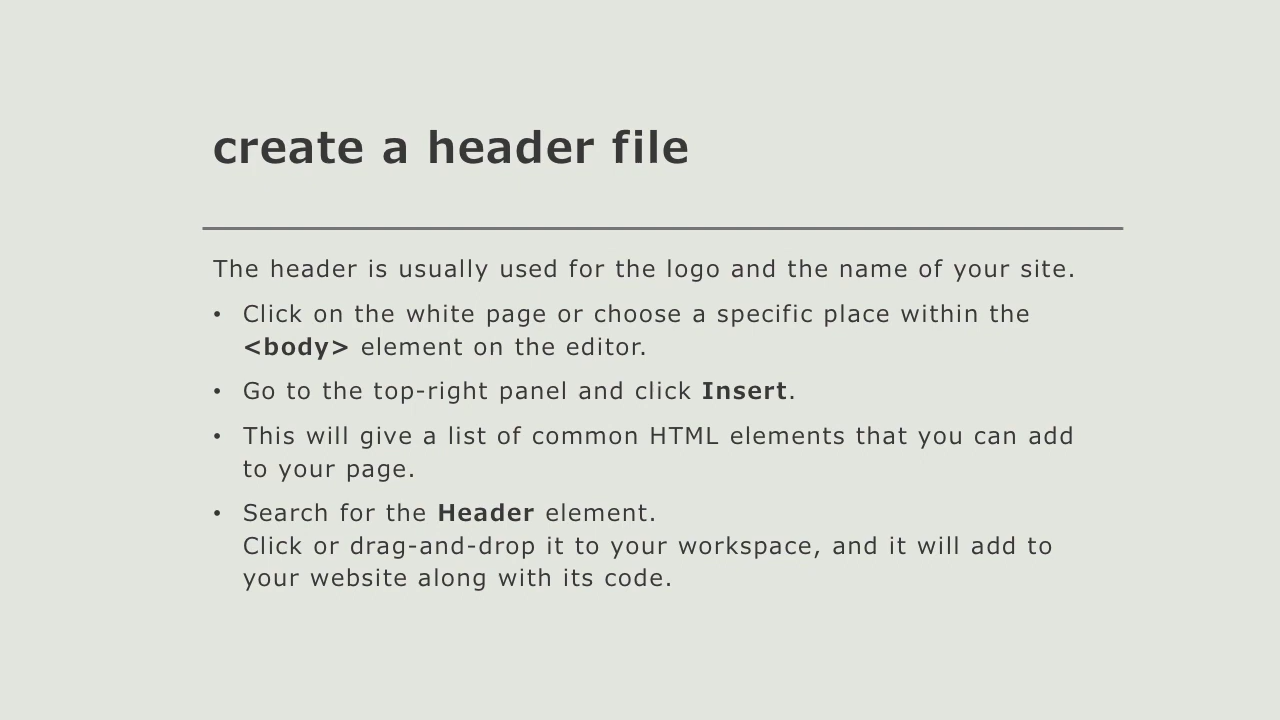 create a header file
The header is usually used for the logo and the name of your site.
• Click on the white page or choose a specific place within the
<body> element on the editor.
• Go to the top-right panel and click Insert.
• This will give a list of common HTML elements that you can add
to your page.
• Search for the Header element.
Click or drag-and-drop it to your workspace, and it will add to
your website along with its code.